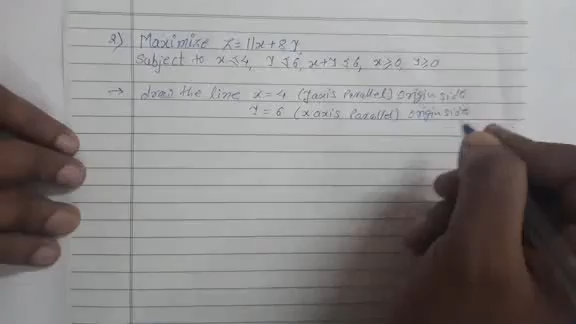 2) Maximize Z = 11x + 8y,
Subject to x ≤ 4, y ≤ 6, x + y ≤ 6, x ≥ 0, y ≥ 0
→ draw the line x = 4 (y axis parallel) origin side
y = 6 (x axis parallel) origin side